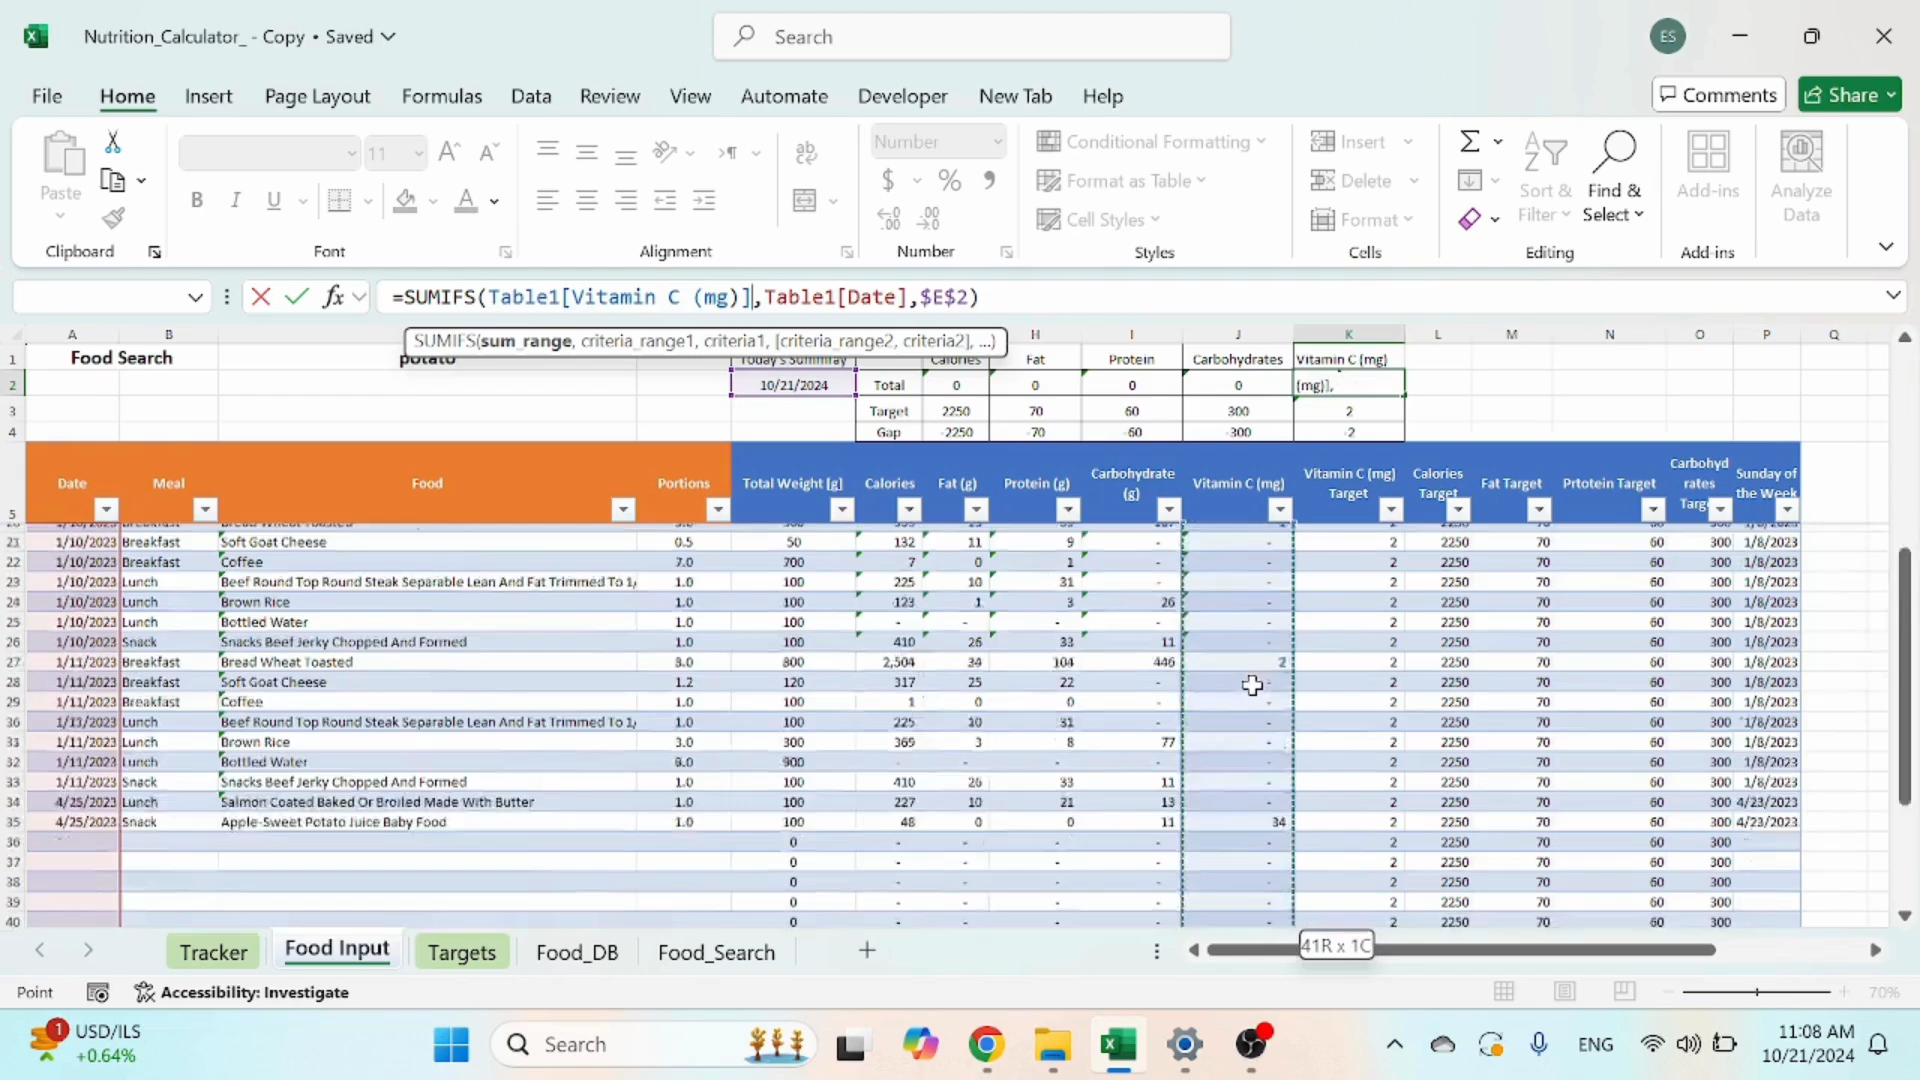 Nutrition_Calculator_ - Copy • Saved
Search
ES
File Home Insert Page Layout Formulas Data Review View Automate Developer New Tab Help
Comments
Share
Paste
11
Number
Conditional Formatting
Format as Table
Cell Styles
Insert
Delete
Format
Sort & Filter
Find & Select
Add-ins
Analyze Data
Clipboard Font Alignment Number Styles Cells Editing Add-ins
=SUMIFS(Table1[Vitamin C (mg)],Table1[Date],$E$2)
SUMIFS(sum_range, criteria_range1, criteria1, [criteria_range2, criteria2], ...)
A B H I J K L M N O P Q
1 Food Search potato Calories Fat Protein Carbohydrates Vitamin C (mg)
2 10/21/2024 Total 0 0 0 0 (mg)],
3 Target 2250 70 60 300 2
4 Gap -2250 -70 -60 -300 -2
5 Date Meal Food Portions Total Weight [g] Calories Fat (g) Protein (g) Carbohydrate (g) Vitamin C (mg) Vitamin C (mg) Target Calories Target Fat Target Prtotein Target Carbohyd rates Targ Sunday of the Week
21 1/10/2023 Breakfast Soft Goat Cheese 0.5 50 132 11 9 - - 2 2250 70 60 300 1/8/2023
22 1/10/2023 Breakfast Coffee 7.0 700 7 0 1 - - 2 2250 70 60 300 1/8/2023
23 1/10/2023 Lunch Beef Round Top Round Steak Separable Lean And Fat Trimmed To 1/ 1.0 100 225 10 31 - - 2 2250 70 60 300 1/8/2023
24 1/10/2023 Lunch Brown Rice 1.0 100 123 1 3 26 - 2 2250 70 60 300 1/8/2023
25 1/10/2023 Lunch Bottled Water 1.0 100 - - - - - 2 2250 70 60 300 1/8/2023
26 1/10/2023 Snack Snacks Beef Jerky Chopped And Formed 1.0 100 410 26 33 11 - 2 2250 70 60 300 1/8/2023
27 1/11/2023 Breakfast Bread Wheat Toasted 8.0 800 2,504 34 104 446 2 2 2250 70 60 300 1/8/2023
28 1/11/2023 Breakfast Soft Goat Cheese 1.2 120 317 25 22 - - 2 2250 70 60 300 1/8/2023
29 1/11/2023 Breakfast Coffee 1.0 100 1 0 0 - - 2 2250 70 60 300 1/8/2023
Lunch Beef Round Top Round Steak Separable Lean And Fat Trimmed To 1/ 1.0 100 225 10 31 - - 2 2250 70 60 300 1/8/2023
1/11/2023 Lunch Brown Rice 3.0 300 369 3 8 77 - 2 2250 70 60 300 1/8/2023
32 1/11/2023 Lunch Bottled Water 900 - - - - - 2 2250 70 60 300 1/8/2023
33 1/11/2023 Snack Snacks Beef Jerky Chopped And Formed 1.0 100 410 26 33 11 - 2 2250 70 60 300 1/8/2023
34 4/25/2023 Lunch Salmon Coated Baked Or Broiled Made With Butter 1.0 100 227 10 21 13 - 2 2250 70 60 300 4/23/2023
35 4/25/2023 Snack Apple-Sweet Potato Juice Baby Food 1.0 100 48 0 0 11 34 2 2250 70 60 300 4/23/2023
36 0 - - - - - 2 2250 70 60 300
37 0 - - - - - 2 2250 70 60 300
38 0 - - - - - 2 2250 70 60 300
39 0 - - - - - 2 2250 70 60 300
40 0 - - - - - 2 2250 70 60 300
Tracker Food Input Targets Food_DB Food_Search
41R x 1C
Point Accessibility: Investigate 70%
1 USD/ILS
+0.64%
Search
ENG
11:08 AM
10/21/2024